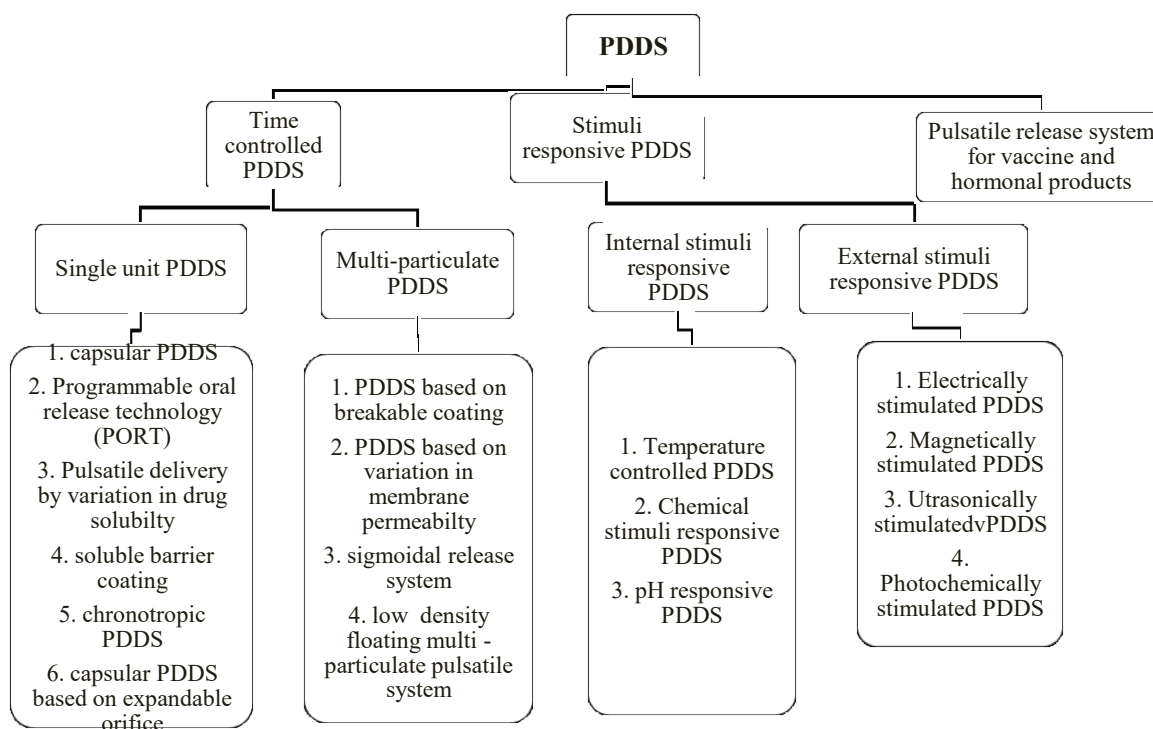 PDDS
Time
controlled
PDDS
Stimuli
responsive PDDS
Pulsatile release system
for vaccine and
hormonal products
Single unit PDDS
Multi-particulate
PDDS
Internal stimuli
responsive
PDDS
External stimuli
responsive PDDS
1. capsular PDDS
2. Programmable oral
release technology
(PORT)
3. Pulsatile delivery
by variation in drug
solubilty
4. soluble barrier
coating
5. chronotropic
PDDS
6. capsular PDDS
based on expandable
orifice
1. PDDS based on
breakable coating
2. PDDS based on
variation in
membrane
permeabilty
3. sigmoidal release
system
4. low density
floating multi -
particulate pulsatile
system
1. Temperature
controlled PDDS
2. Chemical
stimuli responsive
PDDS
3. pH responsive
PDDS
1. Electrically
stimulated PDDS
2. Magnetically
stimulated PDDS
3. Utrasonically
stimulatedvPDDS
4.
Photochemically
stimulated PDDS